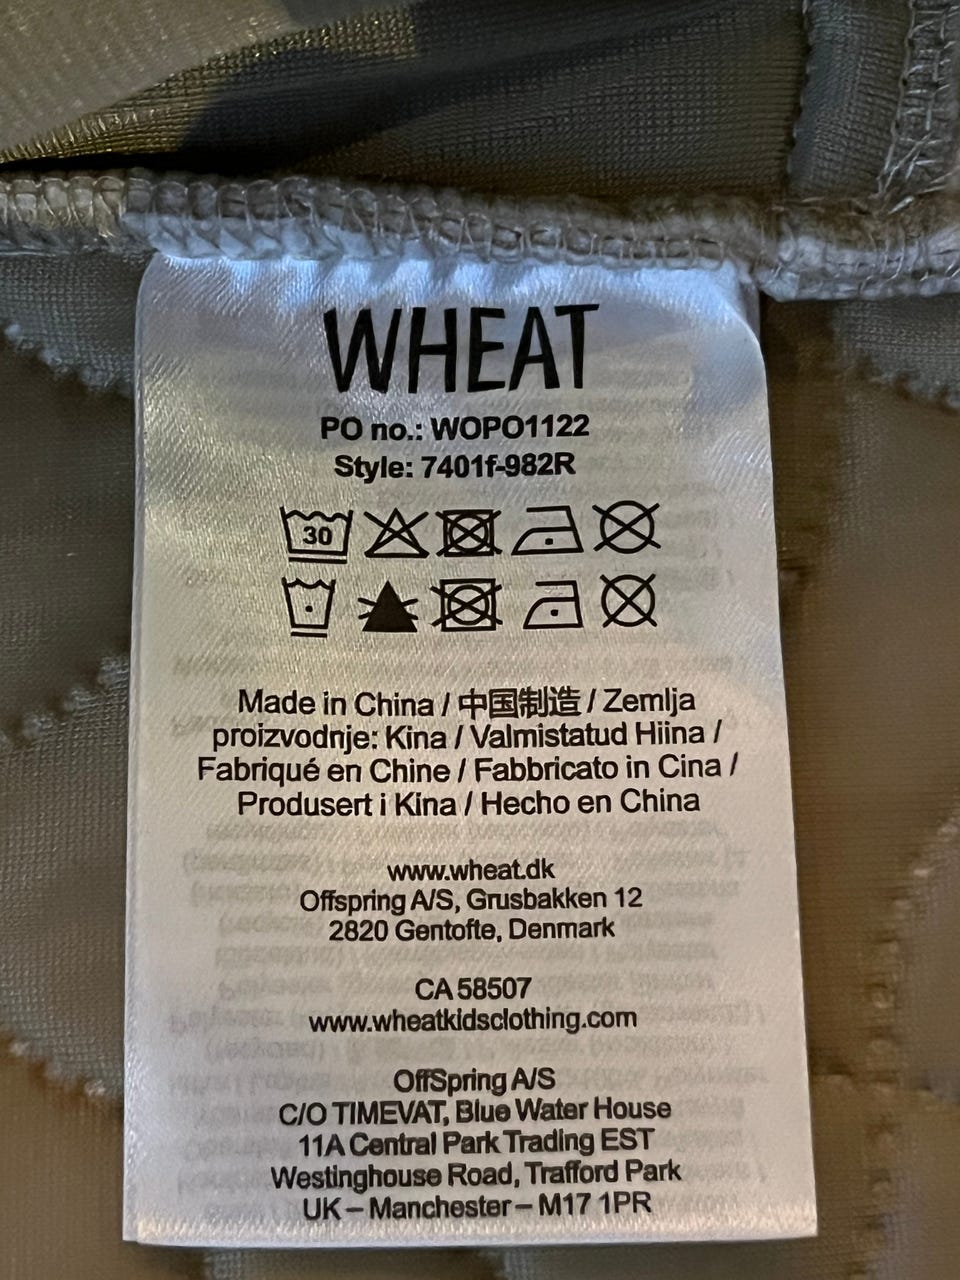 WHEAT
PO no.: WOPO1122
Style: 7401f-982R
30
Made in China / 中国制造 / Zemlja
proizvodnje: Kina / Valmistatud Hiina /
Fabriqué en Chine / Fabbricato in Cina /
Produsert i Kina / Hecho en China
www.wheat.dk
Offspring A/S, Grusbakken 12
2820 Gentofte, Denmark
CA 58507
www.wheatkidsclothing.com
OffSpring A/S
C/O TIMEVAT, Blue Water House
11A Central Park Trading EST
Westinghouse Road, Trafford Park
UK – Manchester – M17 1PR